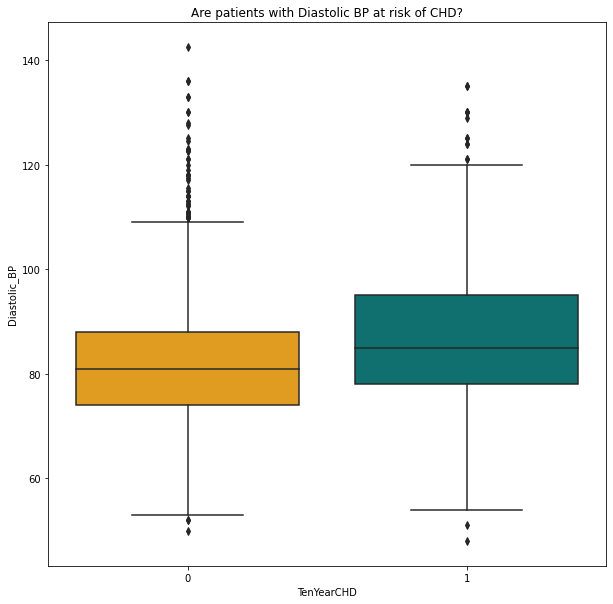 Are patients with Diastolic BP at risk of CHD?
140
120
100
80
60
Diastolic_BP
0 1
TenYearCHD